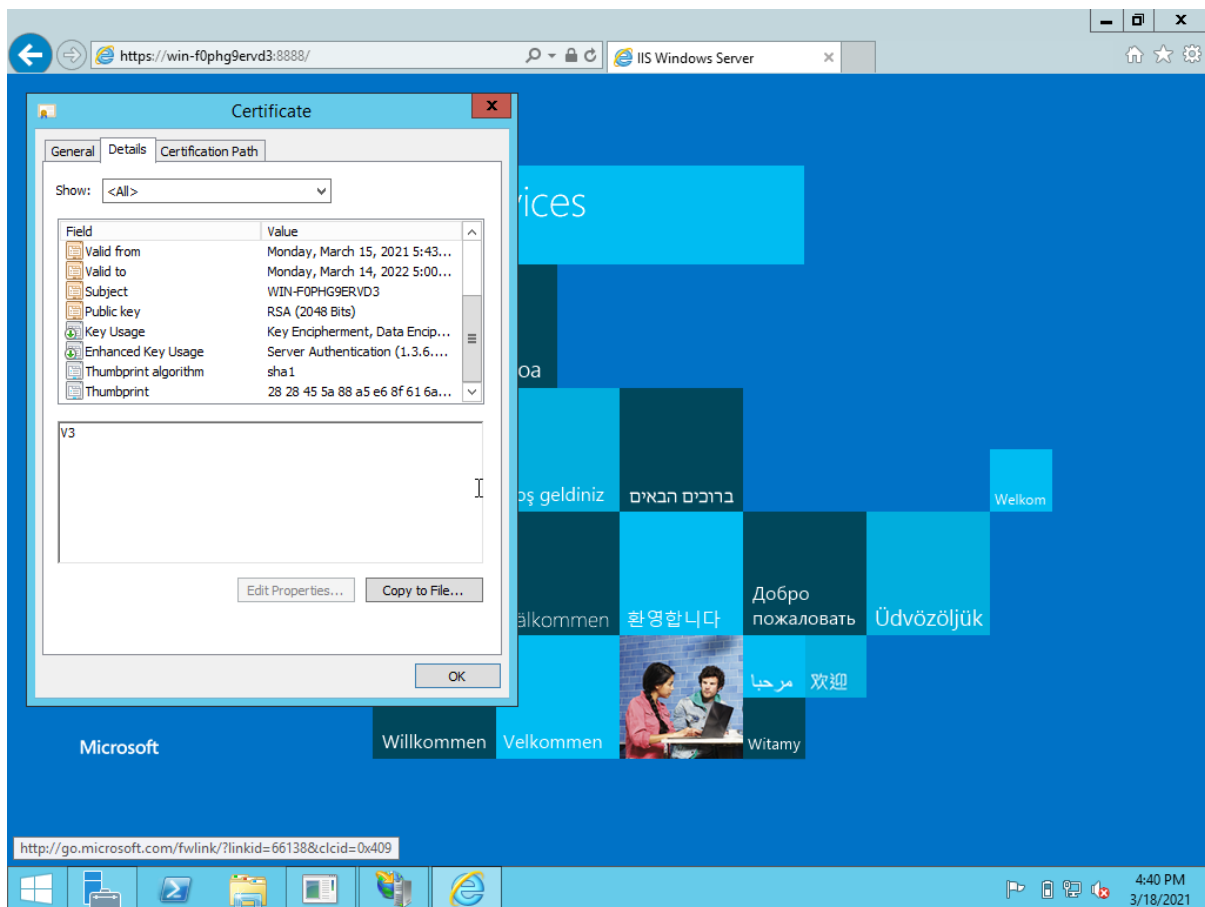 https://win-f0phg9ervd3:8888/
IIS Windows Server
Certificate
General Details Certification Path
Show: <All>
Field Value
Valid from Monday, March 15, 2021 5:43...
Valid to Monday, March 14, 2022 5:00...
Subject WIN-F0PHG9ERVD3
Public key RSA (2048 Bits)
Key Usage Key Encipherment, Data Encip...
Enhanced Key Usage Server Authentication (1.3.6....
Thumbprint algorithm sha1
Thumbprint 28 28 45 5a 88 a5 e6 8f 61 6a...
V3
Edit Properties... Copy to File...
OK
vices
oa
oş geldiniz
ברוכים הבאים
Welkom
älkommen
환영합니다
Добро
пожаловать
Üdvözöljük
مرحبا
欢迎
Microsoft
Willkommen
Velkommen
Witamy
http://go.microsoft.com/fwlink/?linkid=66138&clcid=0x409
4:40 PM
3/18/2021